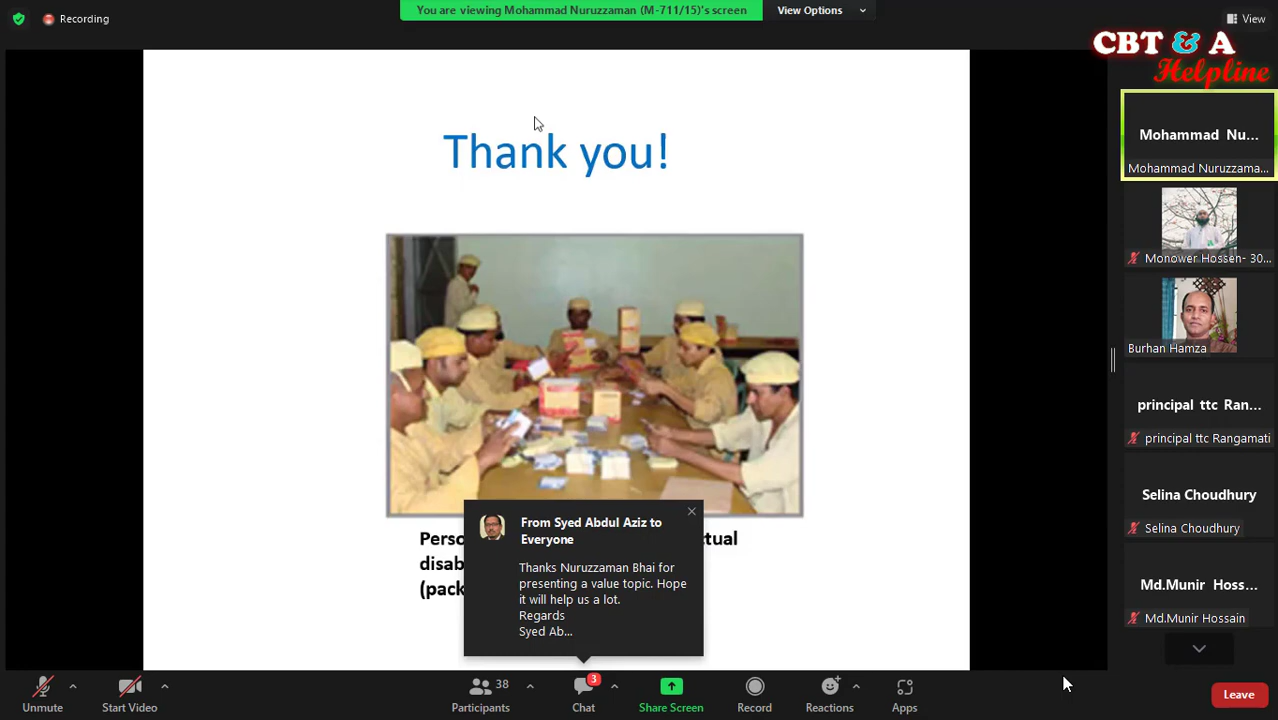 Recording
You are viewing Mohammad Nuruzzaman (M-711/15)'s screen
View Options
View
CBT & A
Helpline
Thank you!
Mohammad Nu...
Mohammad Nuruzzama...
Monower Hossen- 30...
Burhan Hamza
principal ttc Ran...
principal ttc Rangamati
Selina Choudhury
Selina Choudhury
Md.Munir Hoss...
Md.Munir Hossain
From Syed Abdul Aziz to
Everyone
Thanks Nuruzzaman Bhai for
presenting a value topic. Hope
it will help us a lot.
Regards
Syed Ab...
(pack
Unmute
Start Video
38
Participants
3
Chat
Share Screen
Record
Reactions
Apps
Leave